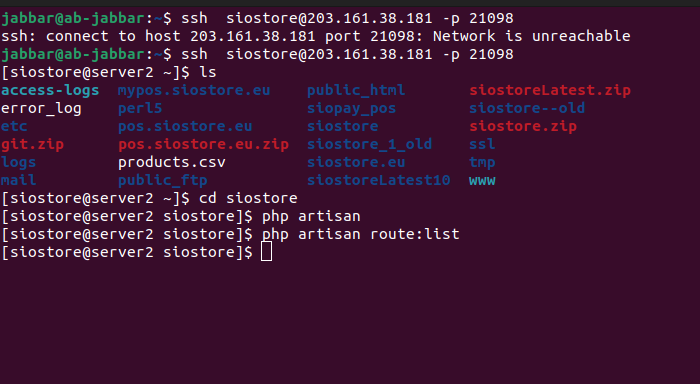 jabbar@ab-jabbar:~$ ssh  siostore@203.161.38.181 -p 21098
ssh: connect to host 203.161.38.181 port 21098: Network is unreachable
jabbar@ab-jabbar:~$ ssh  siostore@203.161.38.181 -p 21098
[siostore@server2 ~]$ ls
access-logs  mypos.siostore.eu    public_html       siostoreLatest.zip
error_log    perl5                siopay_pos        siostore--old
etc          pos.siostore.eu      siostore          siostore.zip
git.zip      pos.siostore.eu.zip  siostore_1_old    ssl
logs         products.csv         siostore.eu       tmp
mail         public_ftp           siostoreLatest10  www
[siostore@server2 ~]$ cd siostore
[siostore@server2 siostore]$ php artisan
[siostore@server2 siostore]$ php artisan route:list
[siostore@server2 siostore]$